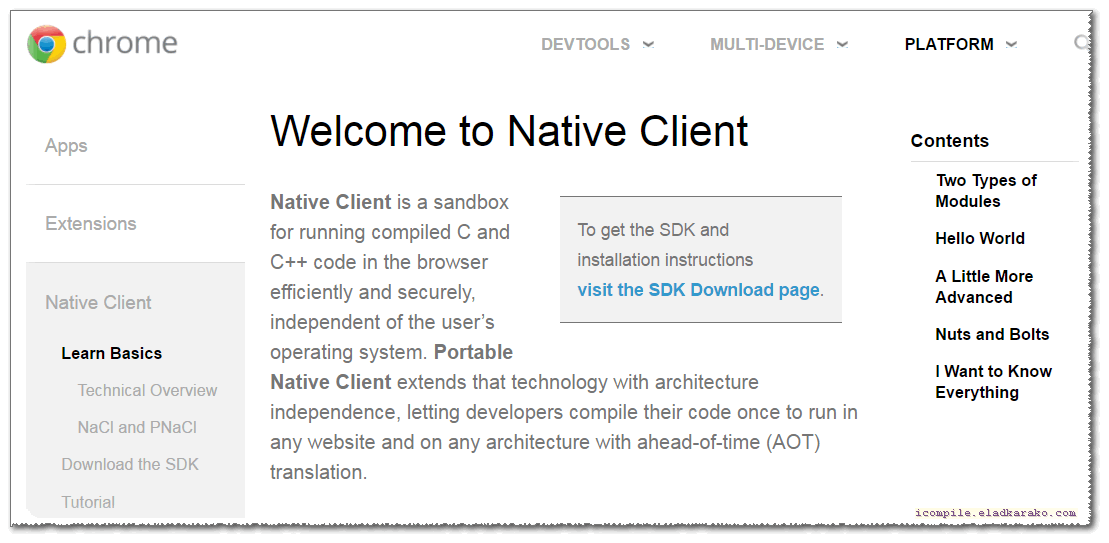 chrome
DEVTOOLS
MULTI-DEVICE
PLATFORM
Apps
Extensions
Native Client
Learn Basics
Technical Overview
NaCl and PNaCl
Download the SDK
Tutorial
Welcome to Native Client
Native Client is a sandbox
for running compiled C and
C++ code in the browser
efficiently and securely,
independent of the user’s
operating system. Portable
Native Client extends that technology with architecture
independence, letting developers compile their code once to run in
any website and on any architecture with ahead-of-time (AOT)
translation.
To get the SDK and
installation instructions
visit the SDK Download page.
Contents
Two Types of
Modules
Hello World
A Little More
Advanced
Nuts and Bolts
I Want to Know
Everything
icompile.eladkarako.com